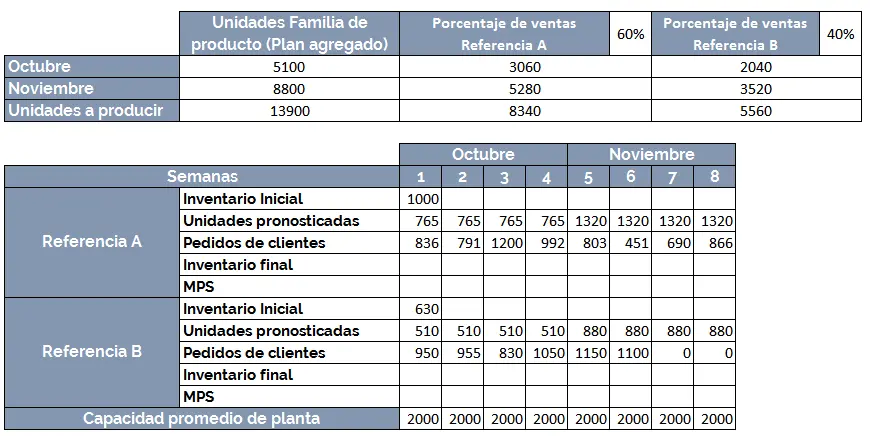 Unidades Familia de producto (Plan agregado) Porcentaje de ventas Referencia A 60% Porcentaje de ventas Referencia B 40%
Octubre 5100 3060 2040
Noviembre 8800 5280 3520
Unidades a producir 13900 8340 5560
Octubre Noviembre
Semanas 1 2 3 4 5 6 7 8
Referencia A
Inventario Inicial 1000
Unidades pronosticadas 765 765 765 765 1320 1320 1320 1320
Pedidos de clientes 836 791 1200 992 803 451 690 866
Inventario final
MPS
Referencia B
Inventario Inicial 630
Unidades pronosticadas 510 510 510 510 880 880 880 880
Pedidos de clientes 950 955 830 1050 1150 1100 0 0
Inventario final
MPS
Capacidad promedio de planta 2000 2000 2000 2000 2000 2000 2000 2000